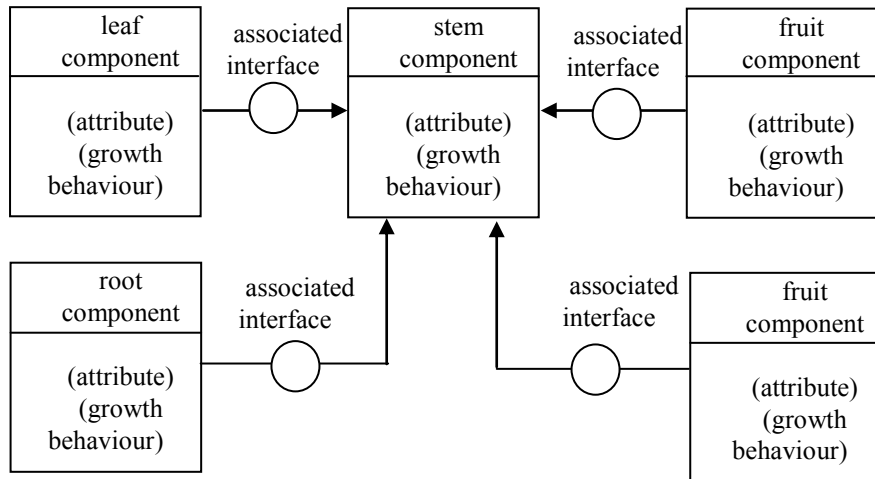 leaf
component
(attribute)
(growth
behaviour)
associated
interface
stem
component
(attribute)
(growth
behaviour)
associated
interface
fruit
component
(attribute)
(growth
behaviour)
root
component
(attribute)
(growth
behaviour)
associated
interface
associated
interface
fruit
component
(attribute)
(growth
behaviour)